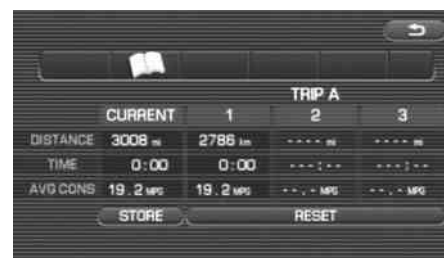 TRIP A
CURRENT 1 2 3
DISTANCE 3008 mi 2786 km ---- mi ---- mi
TIME 0:00 0:00 ---:-- ---:--
AVG CONS 19.2 MPG 19.2 MPG --.- MPG --.- MPG
STORE RESET